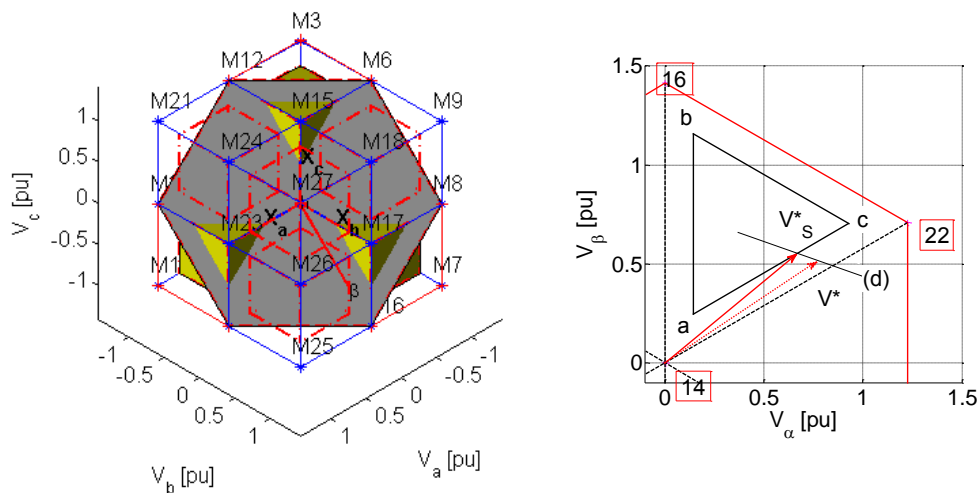 M3
M12
M6
M21
M15
M9
M24
M18
X_c
M27
M8
M23
X_a
X_b
M17
M26
M1
M7
β
16
M25
V_c [pu]
1
0.5
0
-0.5
-1
-1
-0.5
0
0.5
1
V_b [pu]
-1
-0.5
0
0.5
1
V_a [pu]
1.5
1
0.5
0
V_β [pu]
16
b
V*_S
c
22
(d)
V*
a
14
0
0.5
1
1.5
V_α [pu]